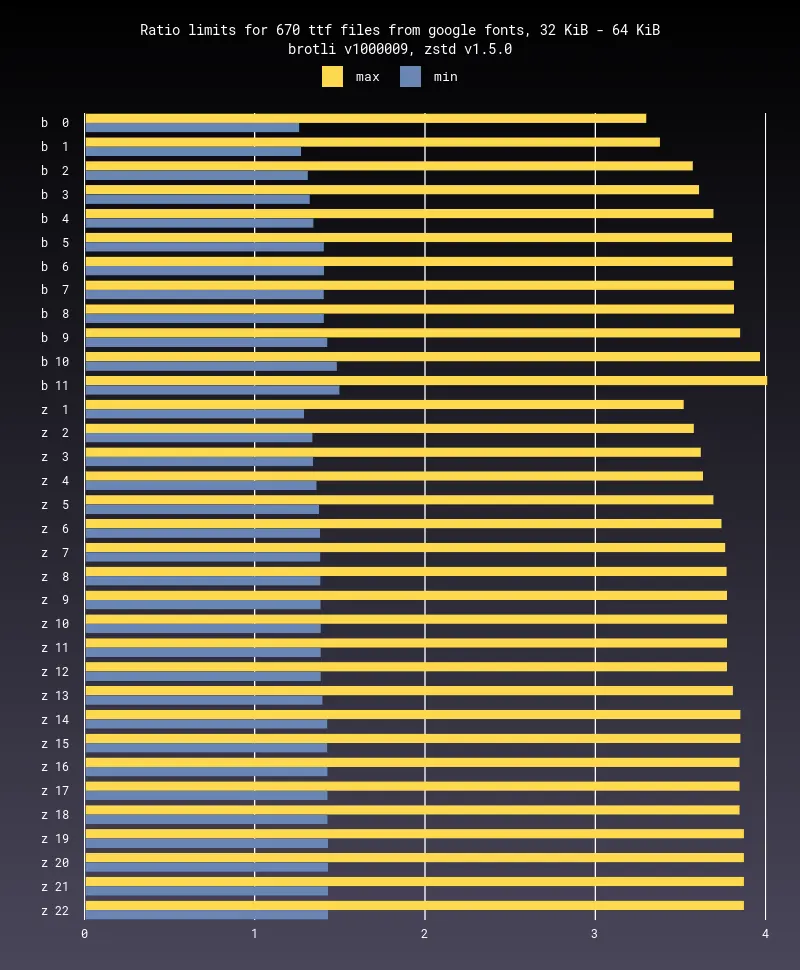 Ratio limits for 670 ttf files from google fonts, 32 KiB - 64 KiB
brotli v1000009, zstd v1.5.0
max min
b 0
b 1
b 2
b 3
b 4
b 5
b 6
b 7
b 8
b 9
b 10
b 11
z 1
z 2
z 3
z 4
z 5
z 6
z 7
z 8
z 9
z 10
z 11
z 12
z 13
z 14
z 15
z 16
z 17
z 18
z 19
z 20
z 21
z 22
0 1 2 3 4